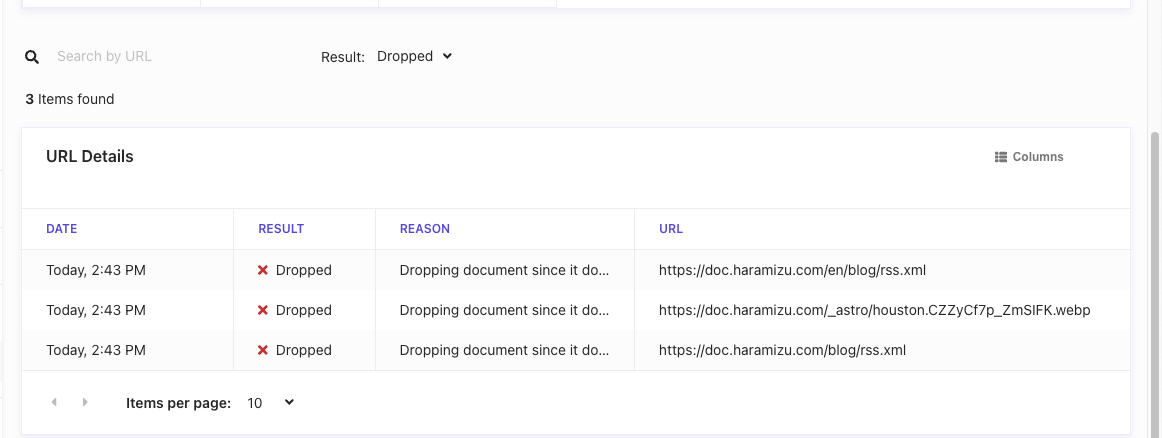 Search by URL Result: Dropped
3 Items found
URL Details Columns
DATE RESULT REASON URL
Today, 2:43 PM Dropped Dropping document since it do... https://doc.haramizu.com/en/blog/rss.xml
Today, 2:43 PM Dropped Dropping document since it do... https://doc.haramizu.com/_astro/houston.CZZyCf7p_ZmSIFK.webp
Today, 2:43 PM Dropped Dropping document since it do... https://doc.haramizu.com/blog/rss.xml
Items per page: 10